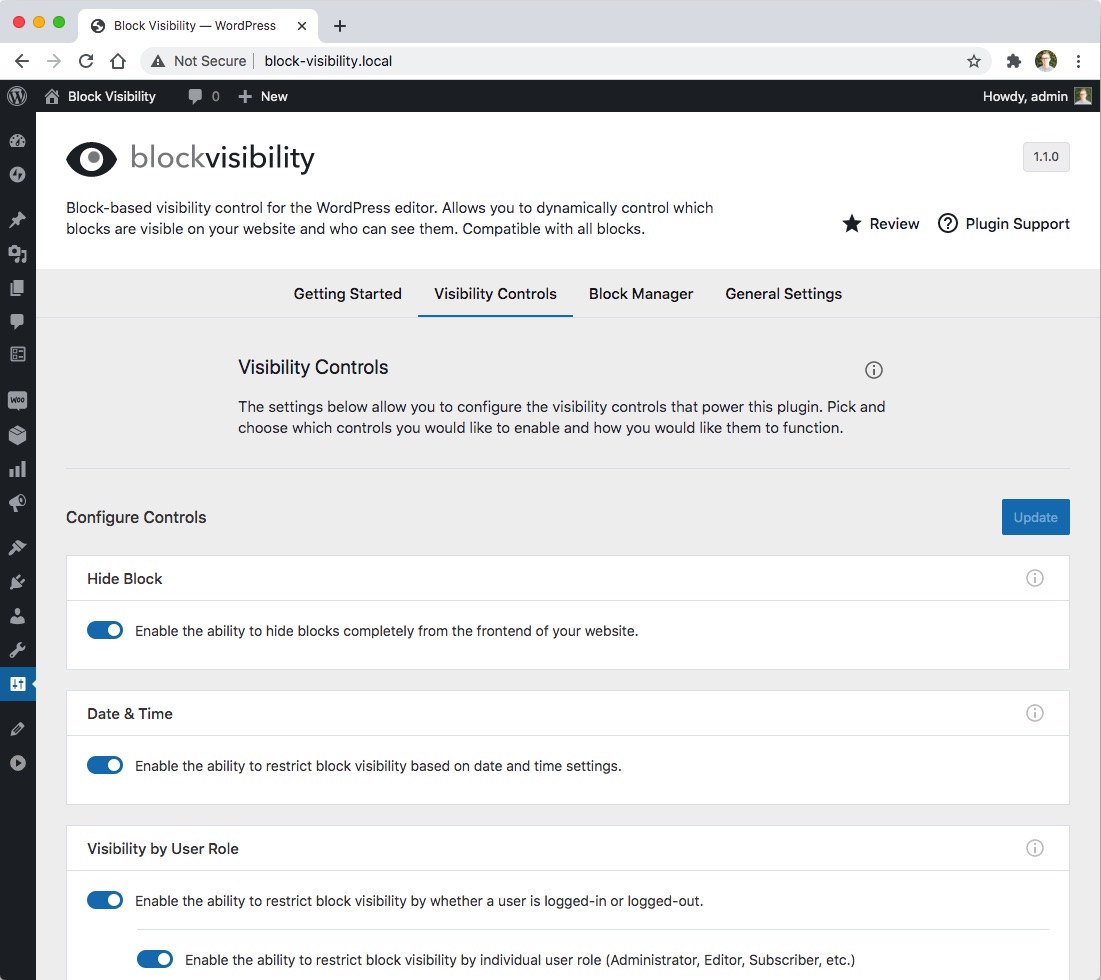 Block Visibility — WordPress
Not Secure
block-visibility.local
Block Visibility
0
New
Howdy, admin
blockvisibility
1.1.0
Block-based visibility control for the WordPress editor. Allows you to dynamically control which
blocks are visible on your website and who can see them. Compatible with all blocks.
Review
Plugin Support
Getting Started
Visibility Controls
Block Manager
General Settings
Visibility Controls
The settings below allow you to configure the visibility controls that power this plugin. Pick and
choose which controls you would like to enable and how you would like them to function.
Configure Controls
Update
Hide Block
Enable the ability to hide blocks completely from the frontend of your website.
Date & Time
Enable the ability to restrict block visibility based on date and time settings.
Visibility by User Role
Enable the ability to restrict block visibility by whether a user is logged-in or logged-out.
Enable the ability to restrict block visibility by individual user role (Administrator, Editor, Subscriber, etc.)
WOO